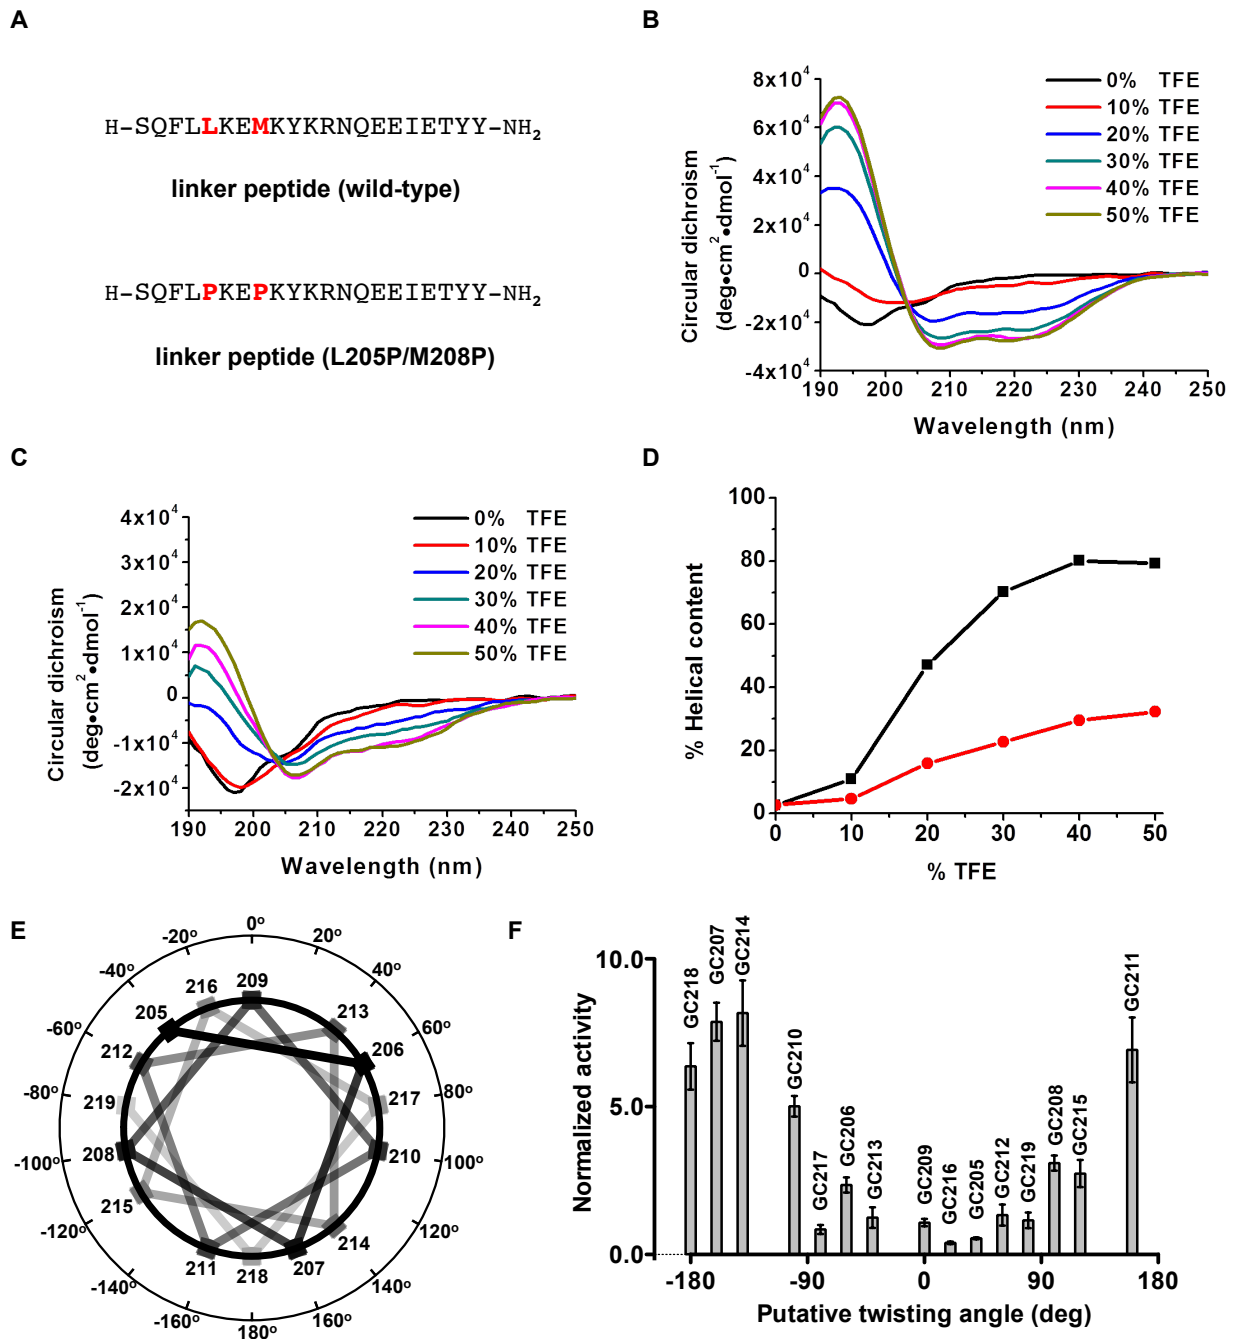 A
H-SQFLLKEMKYKRNQEEIETYY-NH2
linker peptide (wild-type)
H-SQFLPKEPKYKRNQEEIETYY-NH2
linker peptide (L205P/M208P)
B
8x10^4
6x10^4
4x10^4
2x10^4
0
-2x10^4
-4x10^4
Circular dichroism
(deg•cm^2•dmol^-1)
0% TFE
10% TFE
20% TFE
30% TFE
40% TFE
50% TFE
190 200 210 220 230 240 250
Wavelength (nm)
C
4x10^4
3x10^4
2x10^4
1x10^4
0
-1x10^4
-2x10^4
Circular dichroism
(deg•cm^2•dmol^-1)
0% TFE
10% TFE
20% TFE
30% TFE
40% TFE
50% TFE
190 200 210 220 230 240 250
Wavelength (nm)
D
100
80
60
40
20
0
% Helical content
0 10 20 30 40 50
% TFE
E
0°
-20° 20°
-40° 40°
-60° 60°
-80° 80°
-100° 100°
-120° 120°
-140° 140°
-160° 160°
180°
209
216
205 213
212 206
219 217
208 210
215
214
211 218 207
F
10.0
5.0
0.0
Normalized activity
GC218
GC207
GC214
GC210
GC217
GC206
GC213
GC209
GC216
GC205
GC212
GC219
GC208
GC215
GC211
-180 -90 0 90 180
Putative twisting angle (deg)